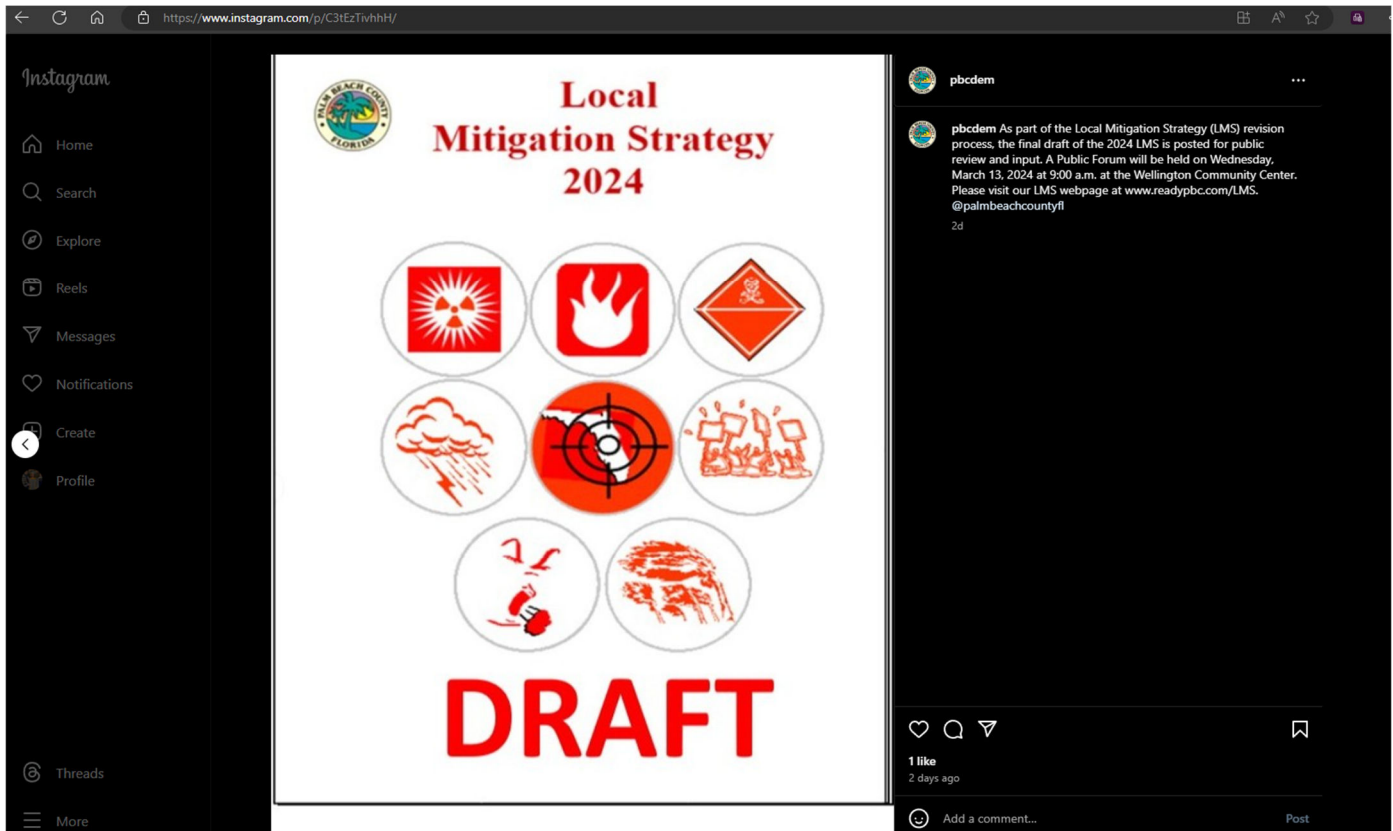 https://www.instagram.com/p/C3tEzTivhhH/
Instagram
Home
Search
Explore
Reels
Messages
Notifications
Create
Profile
Threads
More
PALM BEACH COUNTY
FLORIDA
Local
Mitigation Strategy
2024
DRAFT
pbcdem
pbcdem As part of the Local Mitigation Strategy (LMS) revision
process, the final draft of the 2024 LMS is posted for public
review and input. A Public Forum will be held on Wednesday,
March 13, 2024 at 9:00 a.m. at the Wellington Community Center.
Please visit our LMS webpage at www.readypbc.com/LMS.
@palmbeachcountyfl
2d
1 like
2 days ago
Add a comment...
Post